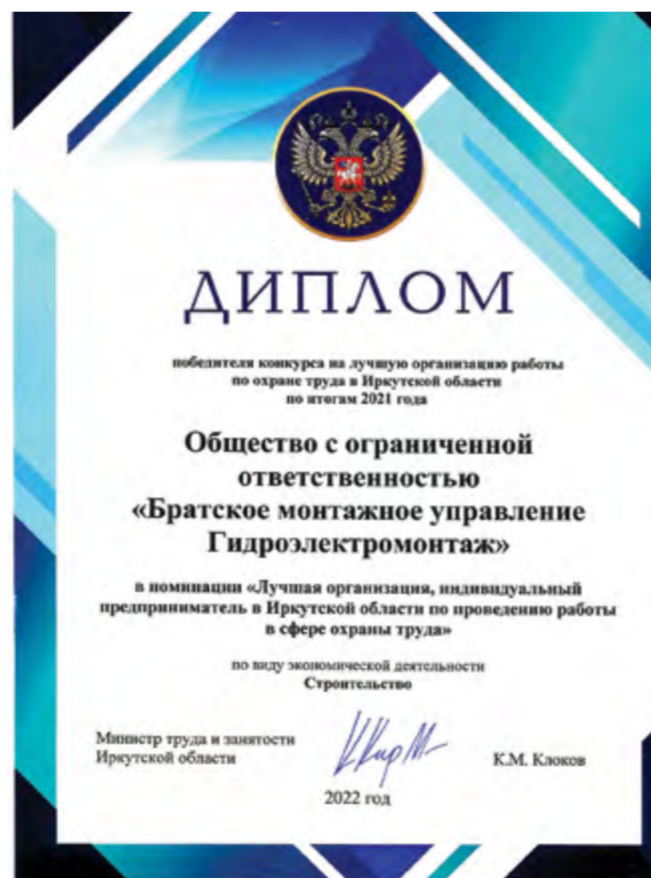 ДИПЛОМ
победителя конкурса на лучшую организацию работы
по охране труда в Иркутской области
по итогам 2021 года
Общество с ограниченной
ответственностью
«Братское монтажное управление
Гидроэлектромонтаж»
в номинации «Лучшая организация, индивидуальный
предприниматель в Иркутской области по проведению работы
в сфере охраны труда»
по виду экономической деятельности
Строительство
Министр труда и занятости
Иркутской области
К.М. Клоков
2022 год